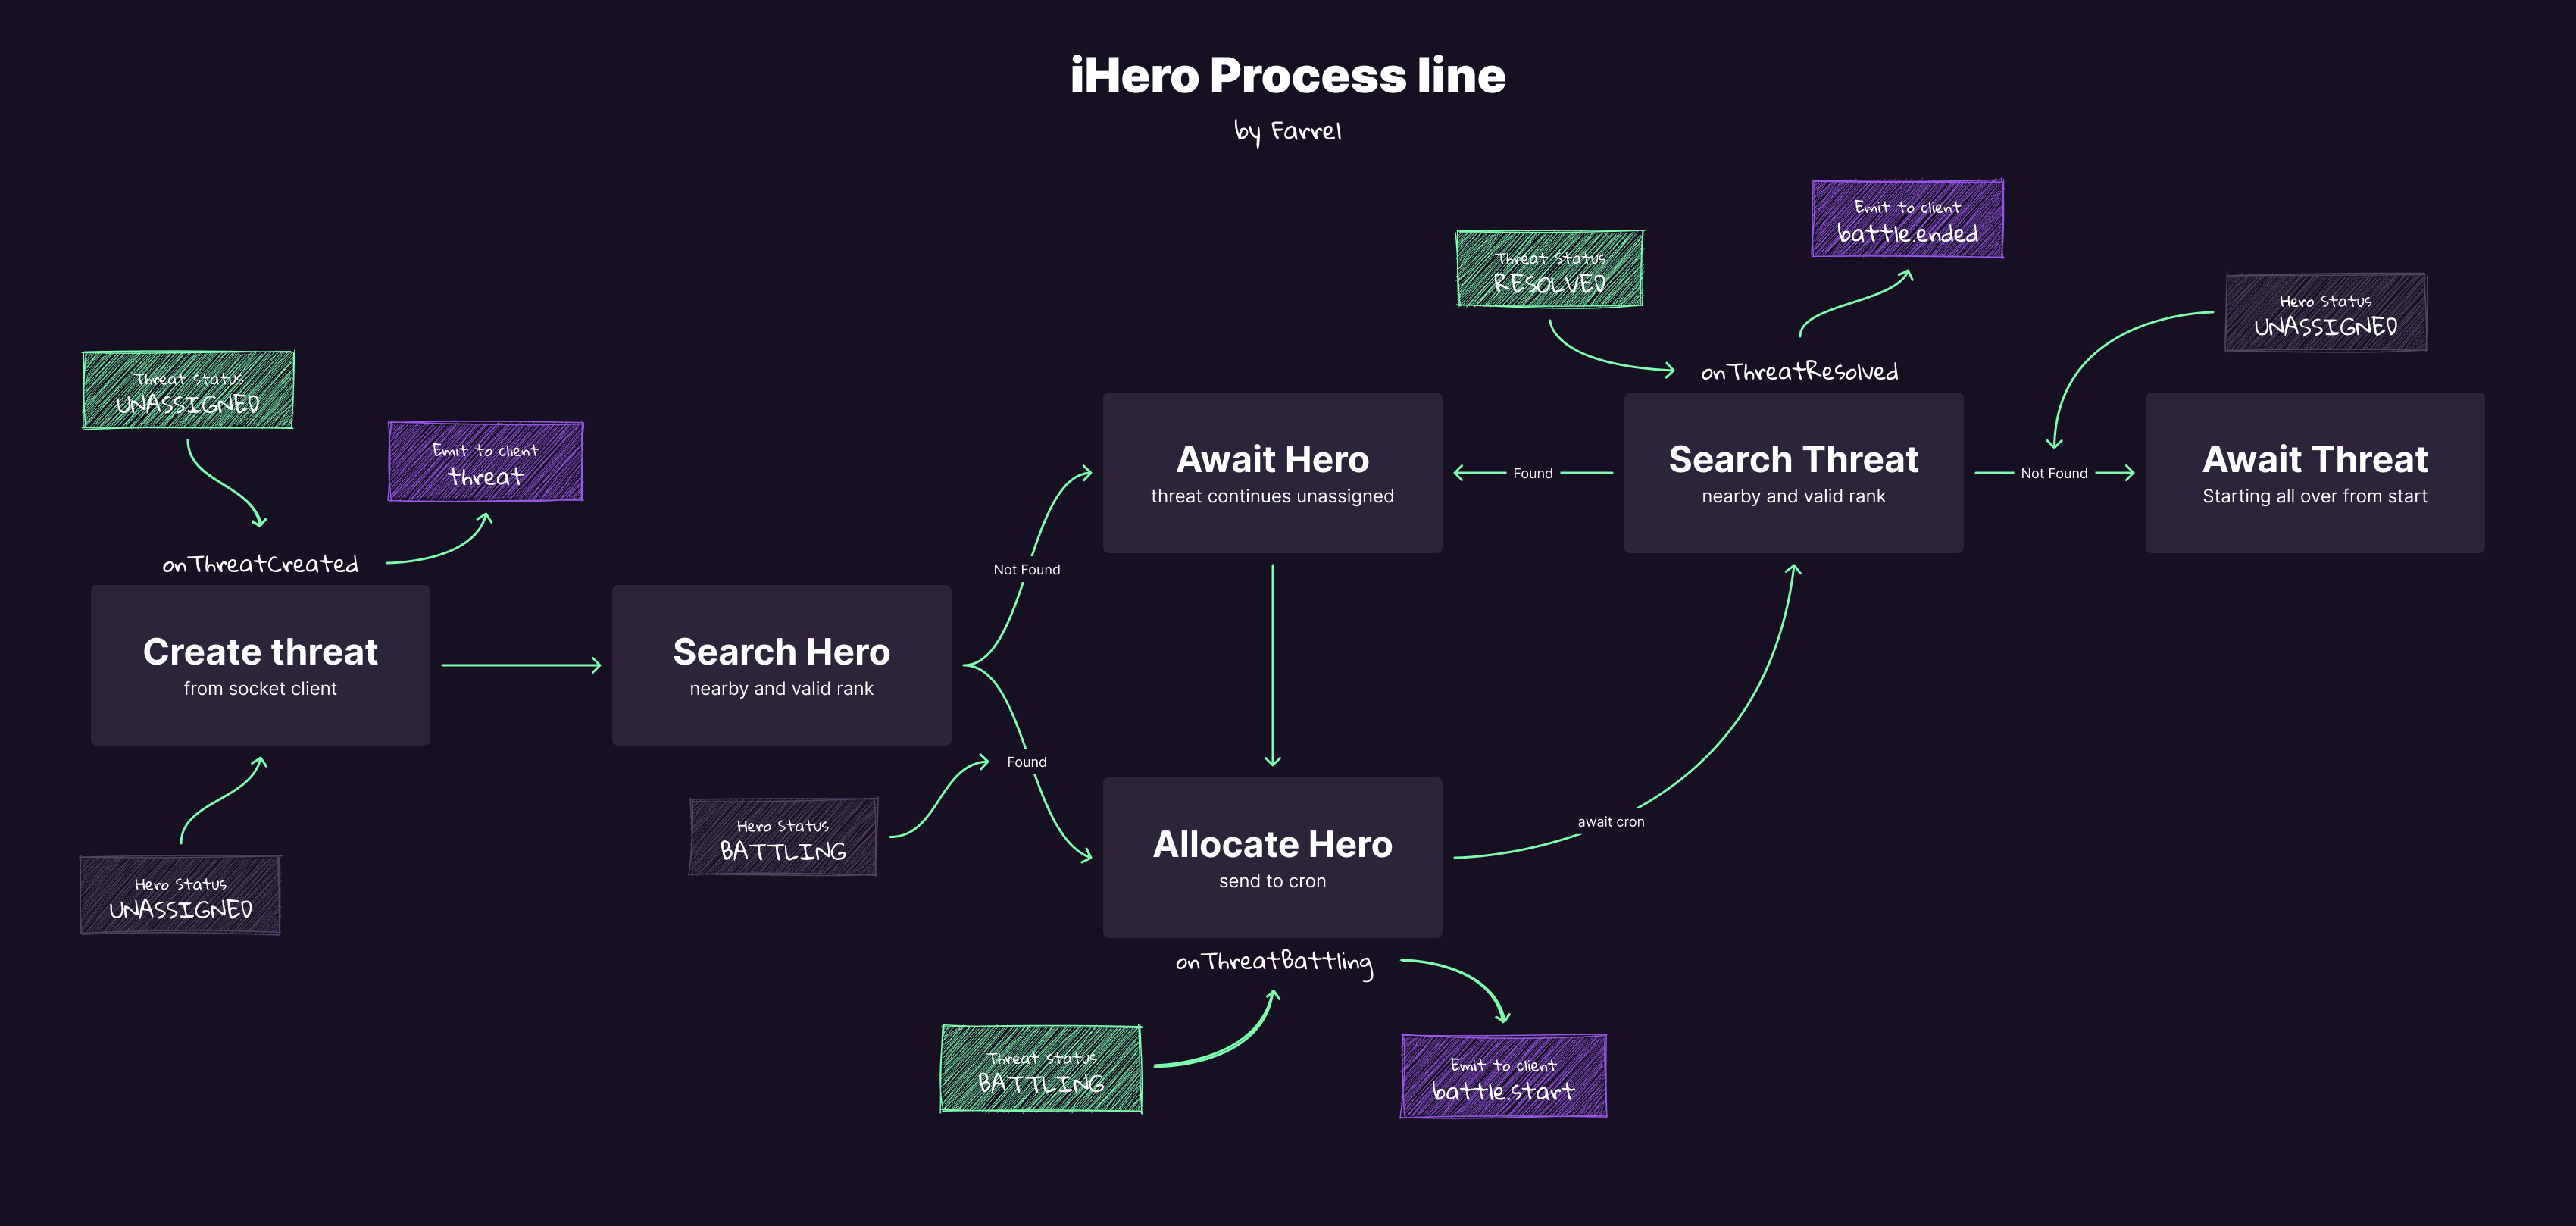 iHero Process line
by Farrel
Emit to client
battle.ended
Threat Status
RESOLVED
Hero Status
UNASSIGNED
onThreatResolved
Threat Status
UNASSIGNED
Emit to client
threat
onThreatCreated
Create threat
from socket client
Hero Status
UNASSIGNED
Search Hero
nearby and valid rank
Not Found
Found
Hero Status
BATTLING
Await Hero
threat continues unassigned
Found
Search Threat
nearby and valid rank
Not Found
Await Threat
Starting all over from start
Allocate Hero
send to cron
await cron
onThreatBattling
Threat Status
BATTLING
Emit to client
battle.start